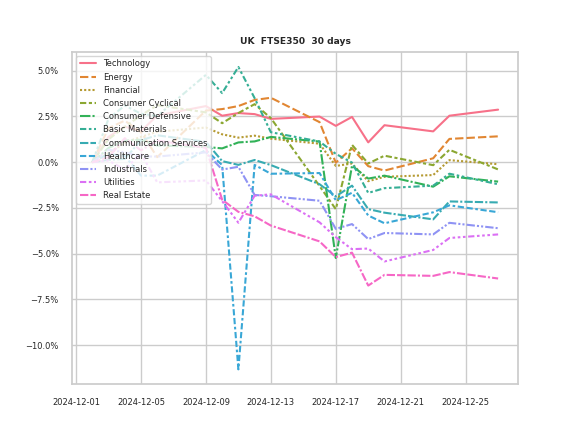 UK FTSE350 30 days
5.0%
2.5%
0.0%
−2.5%
−5.0%
−7.5%
−10.0%
Technology
Energy
Financial
Consumer Cyclical
Consumer Defensive
Basic Materials
Communication Services
Healthcare
Industrials
Utilities
Real Estate
2024-12-01 2024-12-05 2024-12-09 2024-12-13 2024-12-17 2024-12-21 2024-12-25